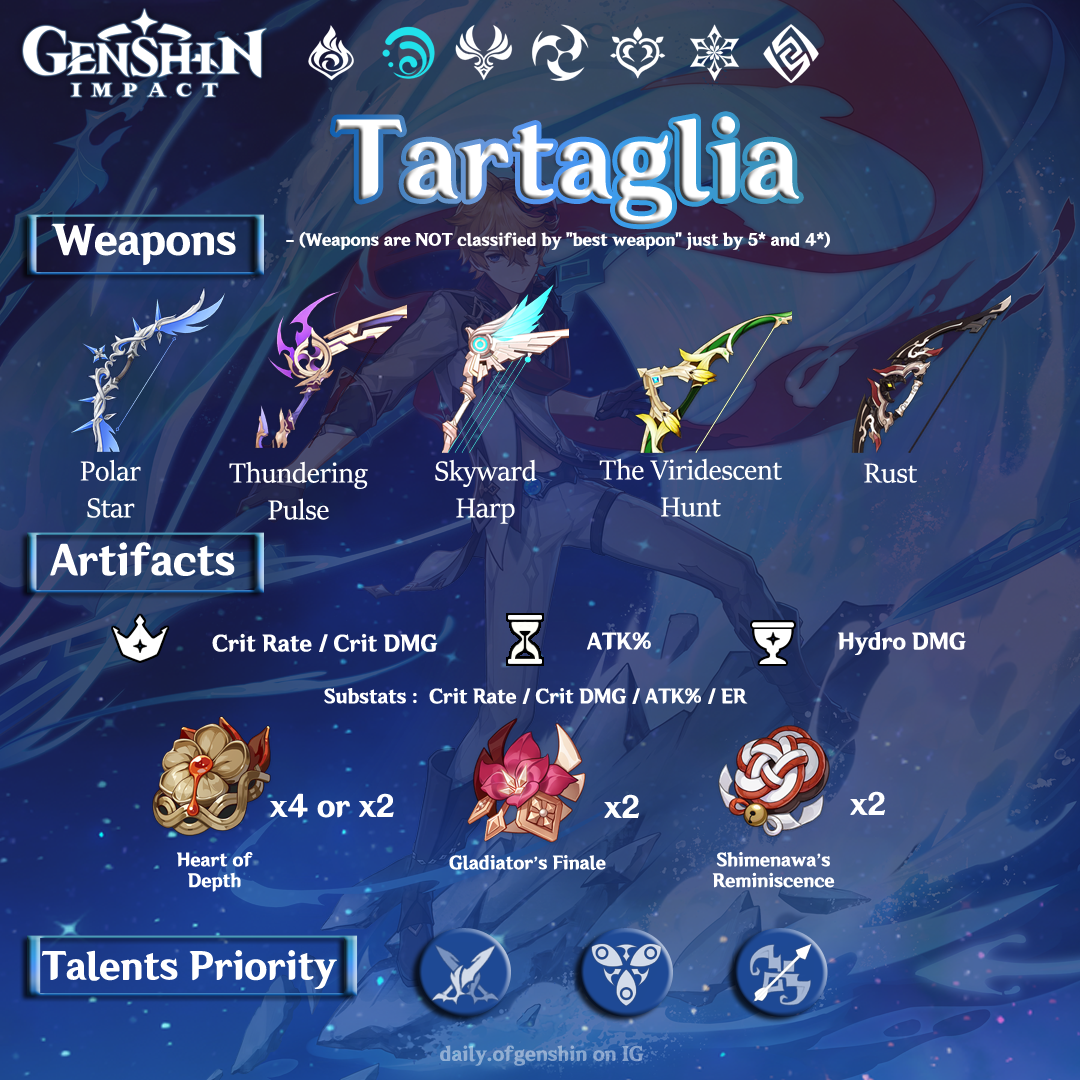 GENSHIN
IMPACT
Tartaglia
Weapons
- (Weapons are NOT classified by "best weapon" just by 5* and 4*)
Polar
Star
Thundering
Pulse
Skyward
Harp
The Viridescent
Hunt
Rust
Artifacts
Crit Rate / Crit DMG
ATK%
Hydro DMG
Substats : Crit Rate / Crit DMG / ATK% / ER
x4 or x2
x2
x2
Heart of
Depth
Gladiator's Finale
Shimenawa's
Reminiscence
Talents Priority
daily.ofgenshin on IG